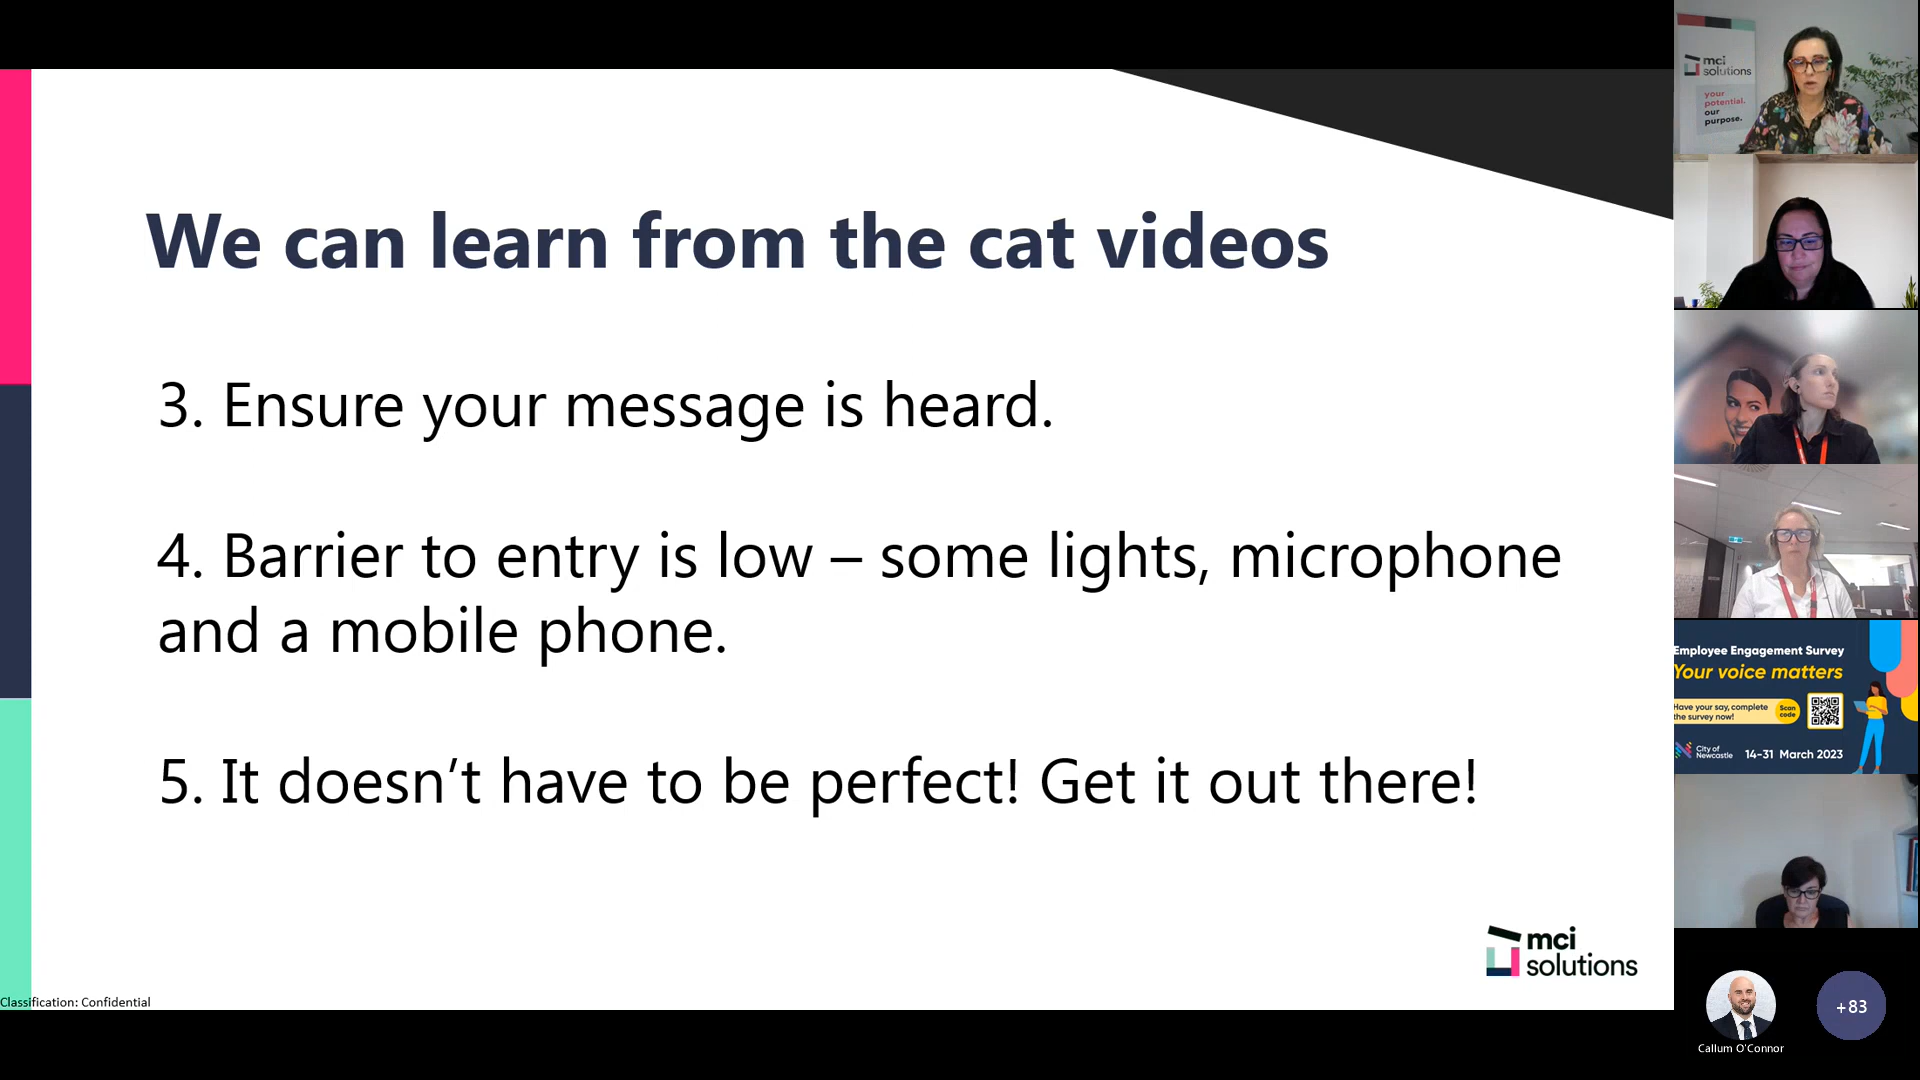 We can learn from the cat videos
3. Ensure your message is heard.
4. Barrier to entry is low – some lights, microphone
and a mobile phone.
5. It doesn’t have to be perfect! Get it out there!
mci
solutions
Classification: Confidential
mci
solutions
your
potential.
our
purpose.
Employee Engagement Survey
Your voice matters
Have your say, complete
the survey now!
Scan
code
City of
Newcastle
14-31 March 2023
+83
Callum O'Connor